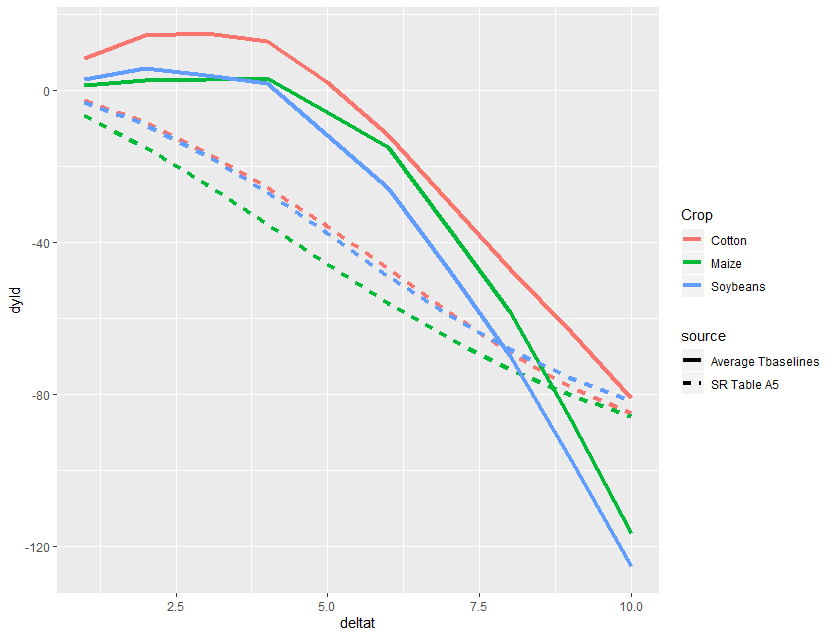 0
-40
-80
-120
dyld
2.5
5.0
7.5
10.0
deltat
Crop
Cotton
Maize
Soybeans
source
Average Tbaselines
SR Table A5